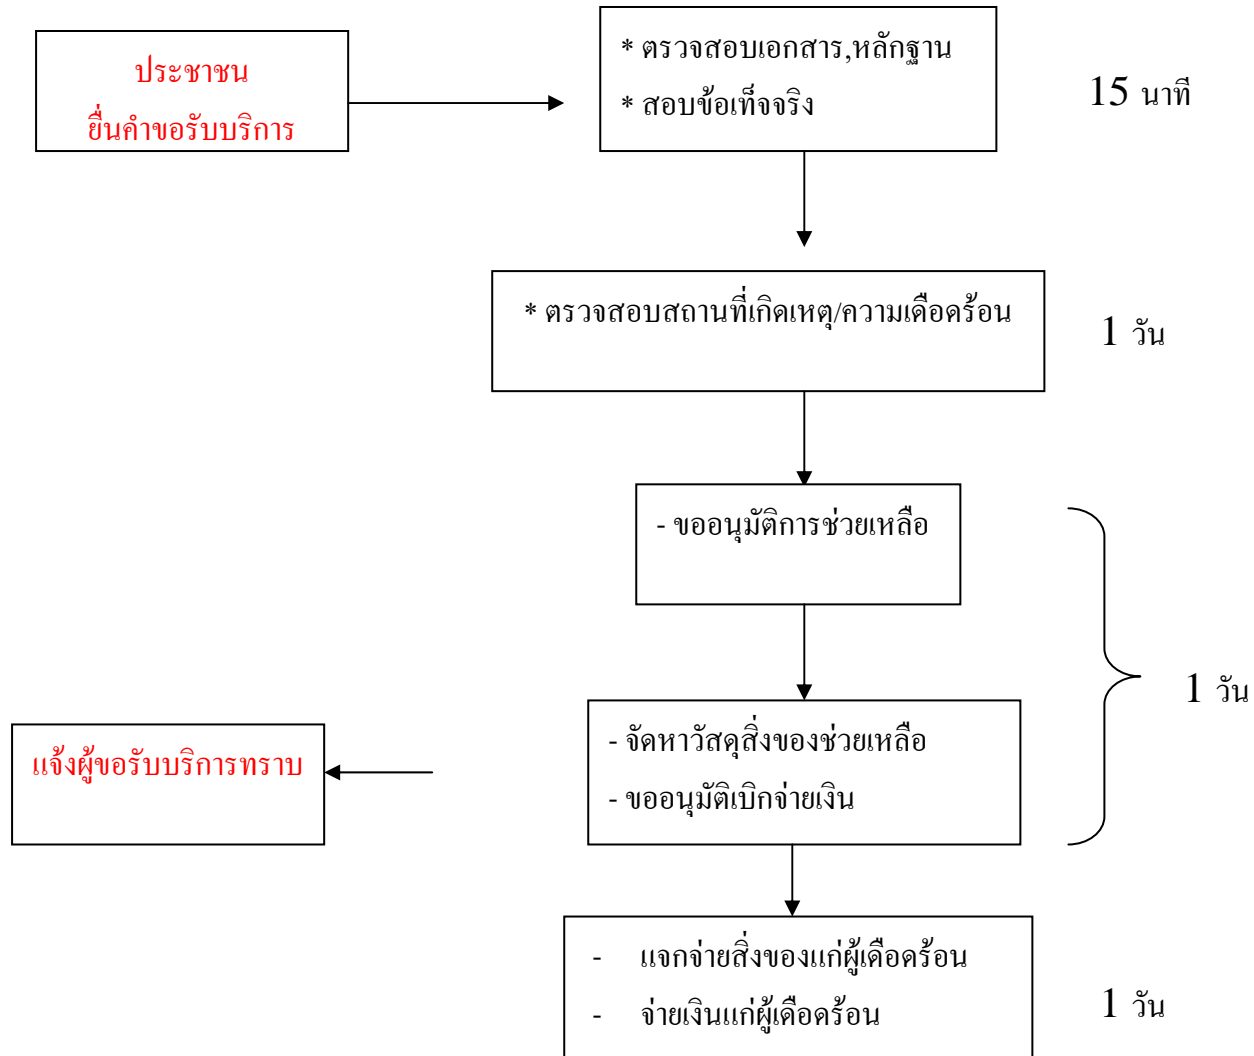 ประชาชน
ยื่นคำขอรับบริการ
* ตรวจสอบเอกสาร,หลักฐาน
* สอบข้อเท็จจริง
15 นาที
* ตรวจสอบสถานที่เกิดเหตุ/ความเดือดร้อน
1 วัน
- ขออนุมัติการช่วยเหลือ
1 วัน
- จัดหาวัสดุสิ่งของช่วยเหลือ
- ขออนุมัติเบิกจ่ายเงิน
แจ้งผู้ขอรับบริการทราบ
- แจกจ่ายสิ่งของแก่ผู้เดือดร้อน
- จ่ายเงินแก่ผู้เดือดร้อน
1 วัน